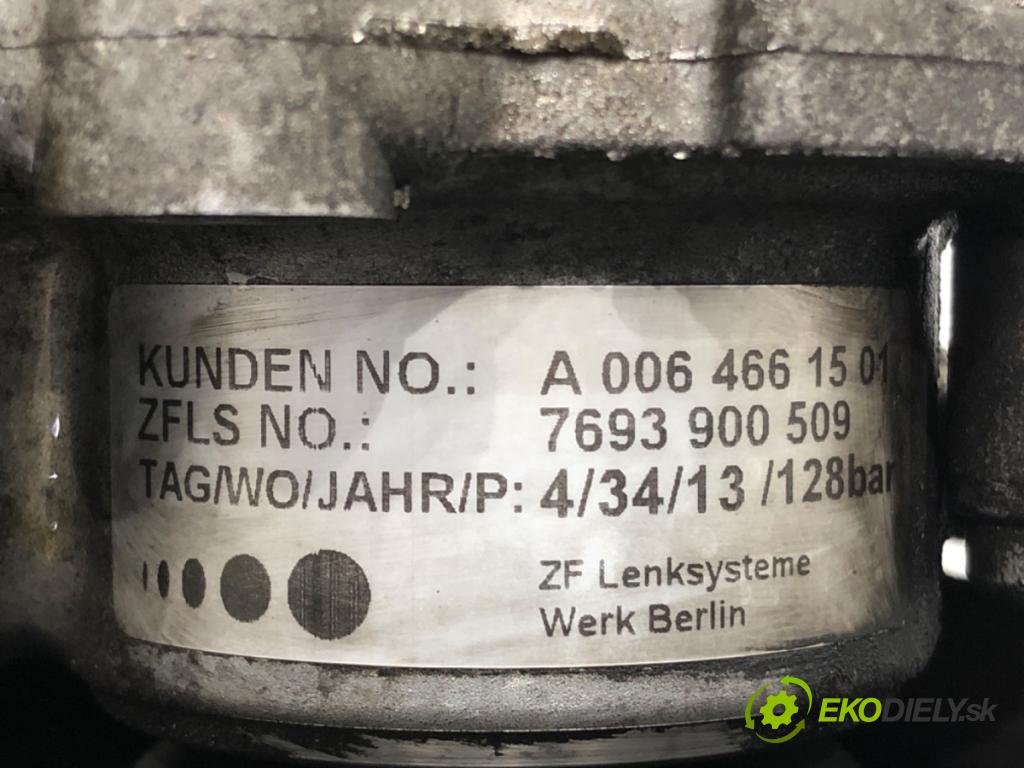 KUNDEN NO.: A 006 466 15 01
ZFLS NO.: 7693 900 509
TAG/WO/JAHR/P: 4/34/13 /128bar
ZF Lenksysteme
Werk Berlin
EKODIELY.sk